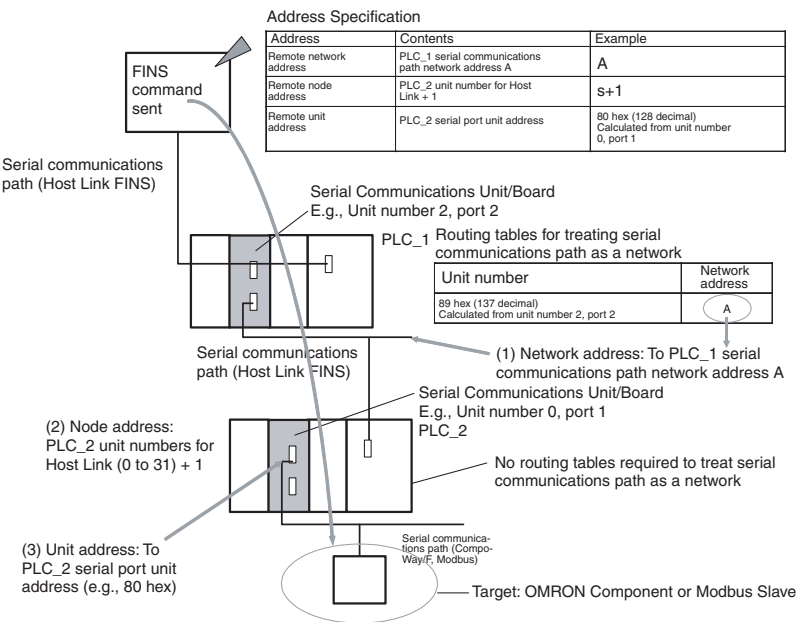 Address Specification
Address Contents Example
Remote network
address
PLC_1 serial communications
path network address A
A
Remote node
address
PLC_2 unit number for Host
Link + 1
s+1
Remote unit
address
PLC_2 serial port unit address
80 hex (128 decimal)
Calculated from unit number
0, port 1
FINS
command
sent
Serial communications
path (Host Link FINS)
Serial Communications Unit/Board
E.g., Unit number 2, port 2
PLC_1
Routing tables for treating serial
communications path as a network
Unit number
Network
address
89 hex (137 decimal)
Calculated from unit number 2, port 2
A
Serial communications
path (Host Link FINS)
(1) Network address: To PLC_1 serial
communications path network address A
Serial Communications Unit/Board
E.g., Unit number 0, port 1
PLC_2
(2) Node address:
PLC_2 unit numbers for
Host Link (0 to 31) + 1
No routing tables required to treat serial
communications path as a network
(3) Unit address: To
PLC_2 serial port unit
address (e.g., 80 hex)
Serial communica-
tions path (Compo-
Way/F, Modbus)
Target: OMRON Component or Modbus Slave